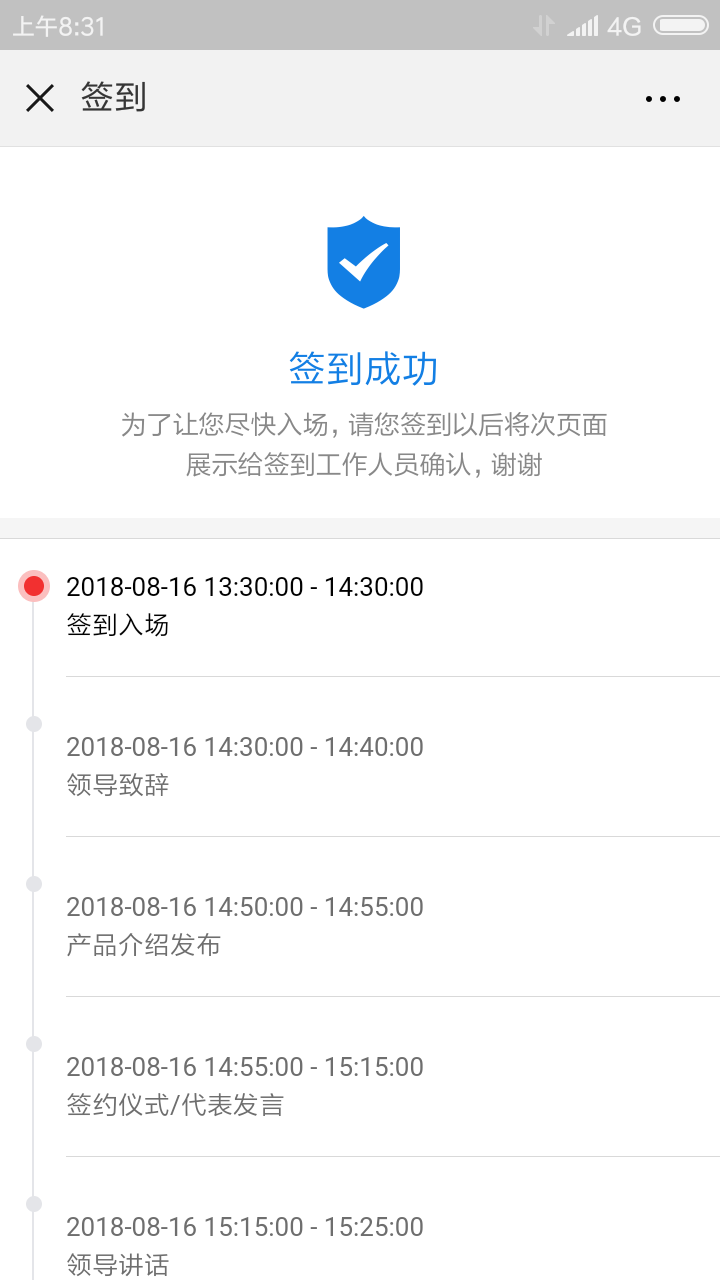 上午8:31
4G
签到
签到成功
为了让您尽快入场，请您签到以后将次页面
展示给签到工作人员确认，谢谢
2018-08-16 13:30:00 - 14:30:00
签到入场
2018-08-16 14:30:00 - 14:40:00
领导致辞
2018-08-16 14:50:00 - 14:55:00
产品介绍发布
2018-08-16 14:55:00 - 15:15:00
签约仪式/代表发言
2018-08-16 15:15:00 - 15:25:00
领导讲话